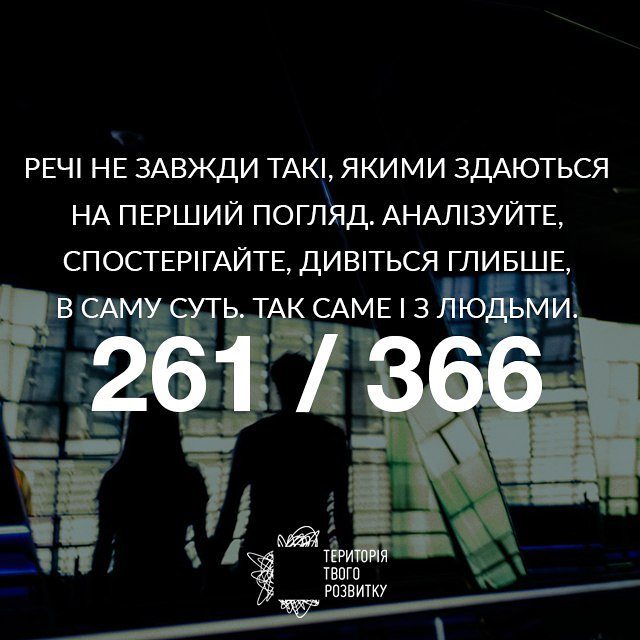 РЕЧІ НЕ ЗАВЖДИ ТАКІ, ЯКИМИ ЗДАЮТЬСЯ
НА ПЕРШИЙ ПОГЛЯД. АНАЛІЗУЙТЕ,
СПОСТЕРІГАЙТЕ, ДИВІТЬСЯ ГЛИБШЕ,
В САМУ СУТЬ. ТАК САМЕ І З ЛЮДЬМИ.
261 / 366
ТЕРИТОРІЯ
ТВОГО
РОЗВИТКУ